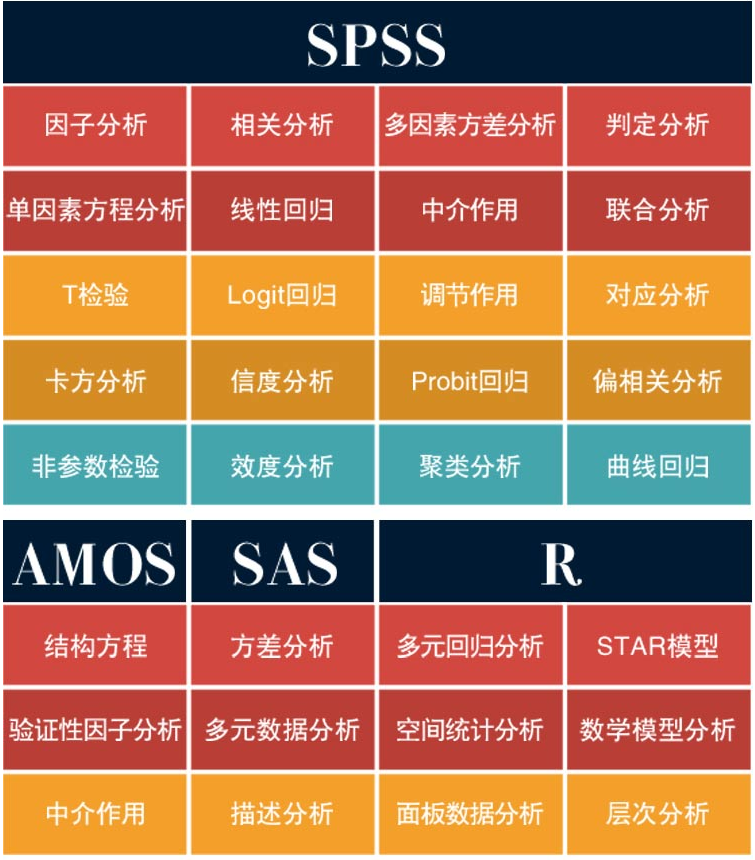 SPSS
因子分析 相关分析 多因素方差分析 判定分析
单因素方程分析 线性回归 中介作用 联合分析
T检验 Logit回归 调节作用 对应分析
卡方分析 信度分析 Probit回归 偏相关分析
非参数检验 效度分析 聚类分析 曲线回归
AMOS SAS R
结构方程 方差分析 多元回归分析 STAR模型
验证性因子分析 多元数据分析 空间统计分析 数学模型分析
中介作用 描述分析 面板数据分析 层次分析